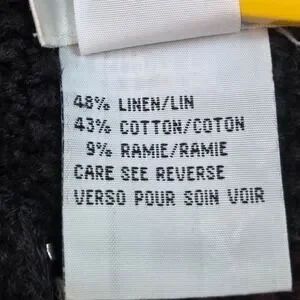 48% LINEN/LIN
43% COTTON/COTON
9% RAMIE/RAMIE
CARE SEE REVERSE
VERSO POUR SOIN VOIR